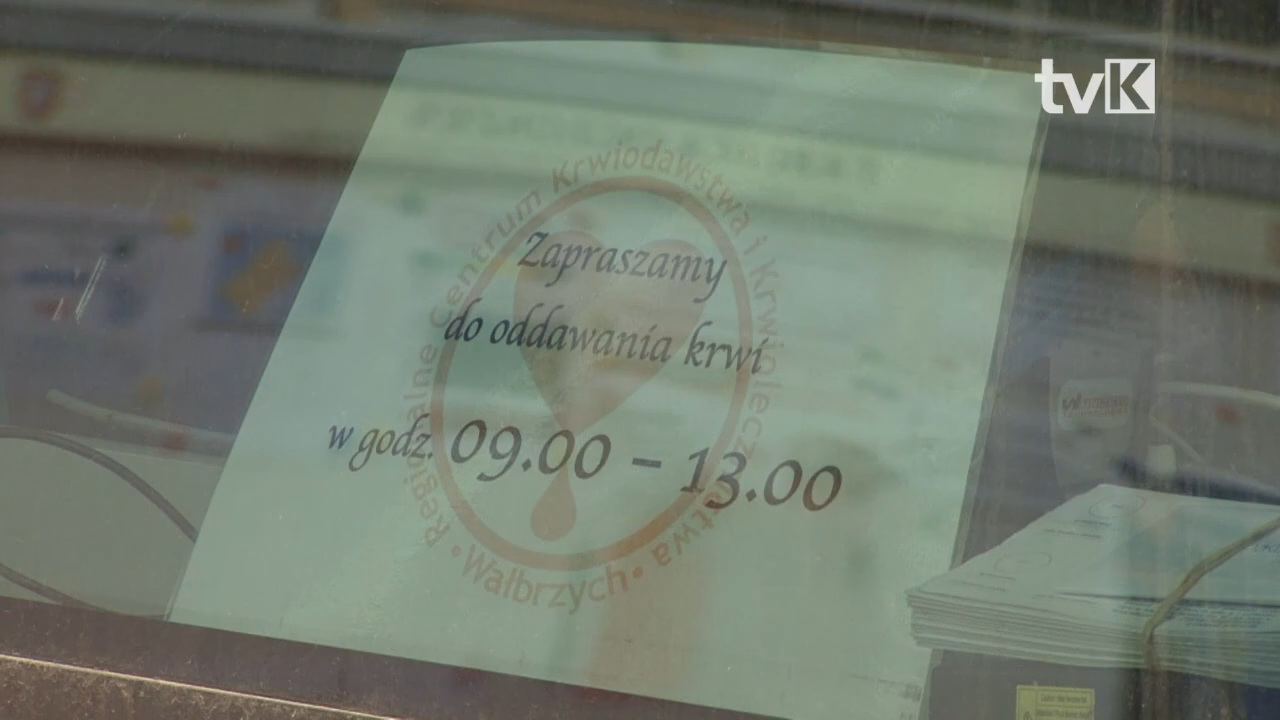 tvK
Regionalne Centrum Krwiodawstwa i Krwiolecznictwa
Zapraszamy
do oddawania krwi
w godz. 09.00 – 13.00
• Wałbrzych •